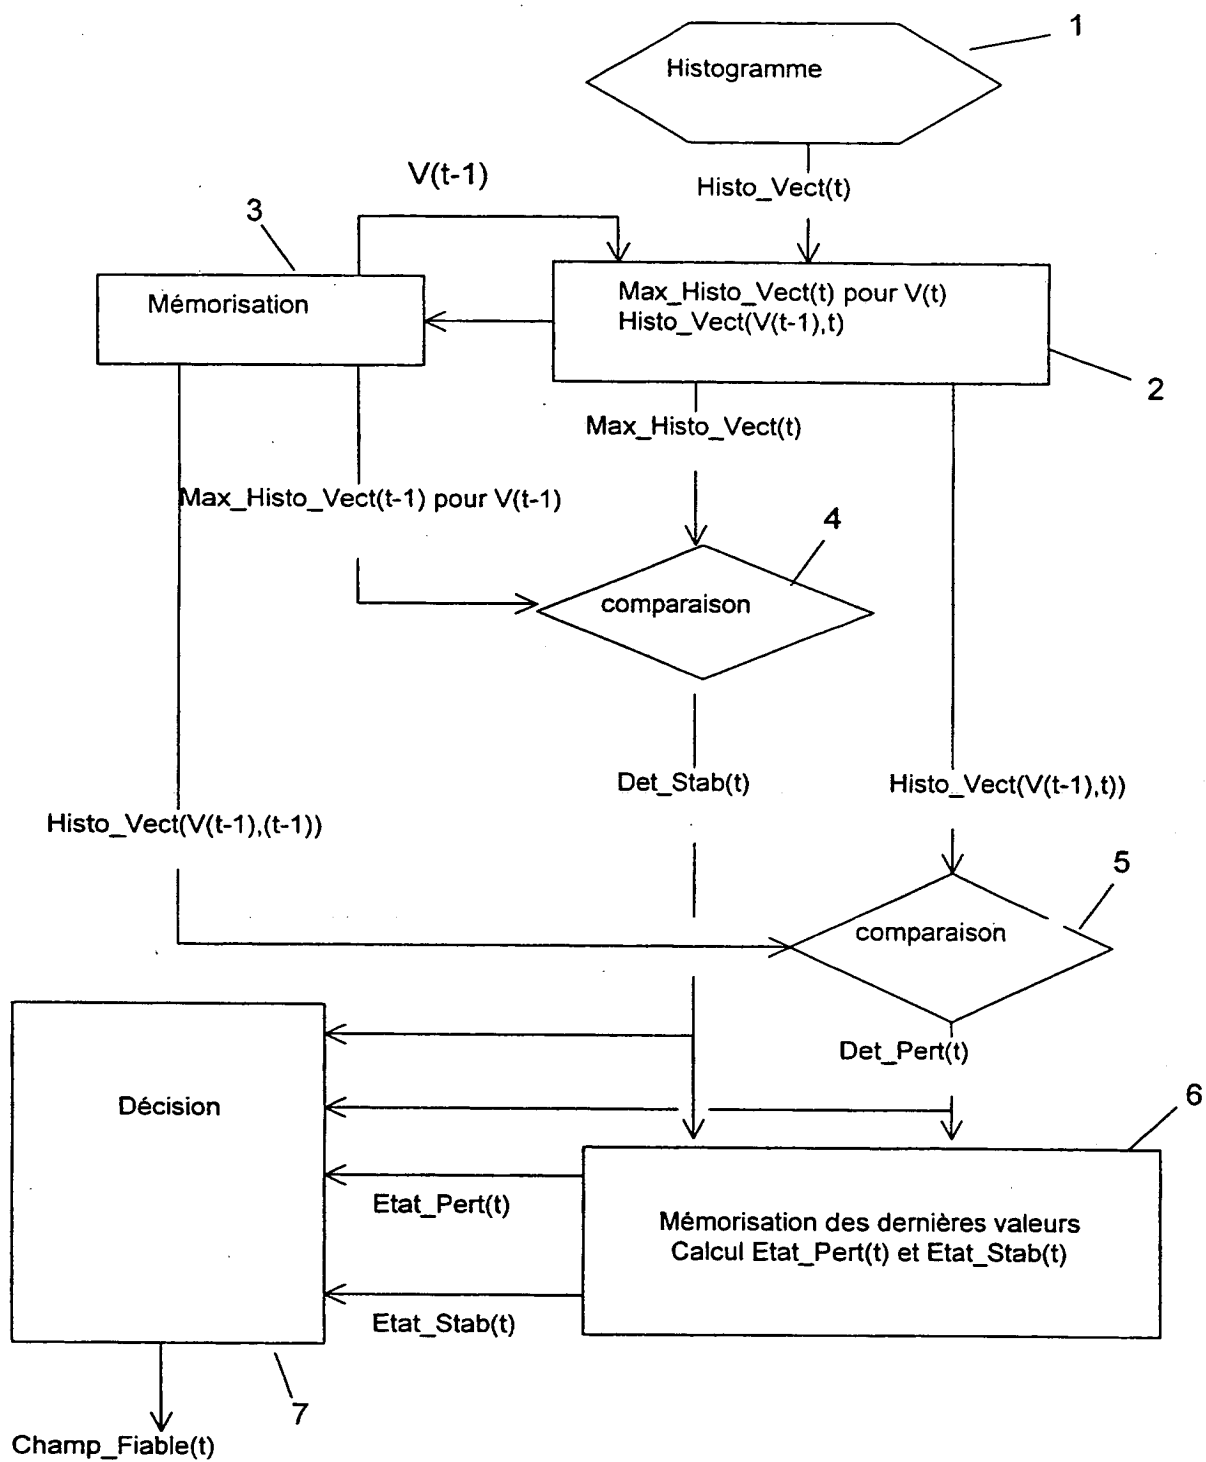 1
Histogramme
V(t-1)
Histo_Vect(t)
3
Mémorisation
Max_Histo_Vect(t) pour V(t)
Histo_Vect(V(t-1),t)
2
Max_Histo_Vect(t)
Max_Histo_Vect(t-1) pour V(t-1)
4
comparaison
Det_Stab(t)
Histo_Vect(V(t-1),t))
Histo_Vect(V(t-1),(t-1))
5
comparaison
Det_Pert(t)
Décision
6
Etat_Pert(t)
Mémorisation des dernières valeurs
Calcul Etat_Pert(t) et Etat_Stab(t)
Etat_Stab(t)
7
Champ_Fiable(t)